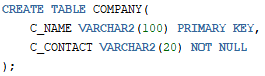 CREATE TABLE COMPANY(
C_NAME VARCHAR2(100) PRIMARY KEY,
C_CONTACT VARCHAR2(20) NOT NULL
);